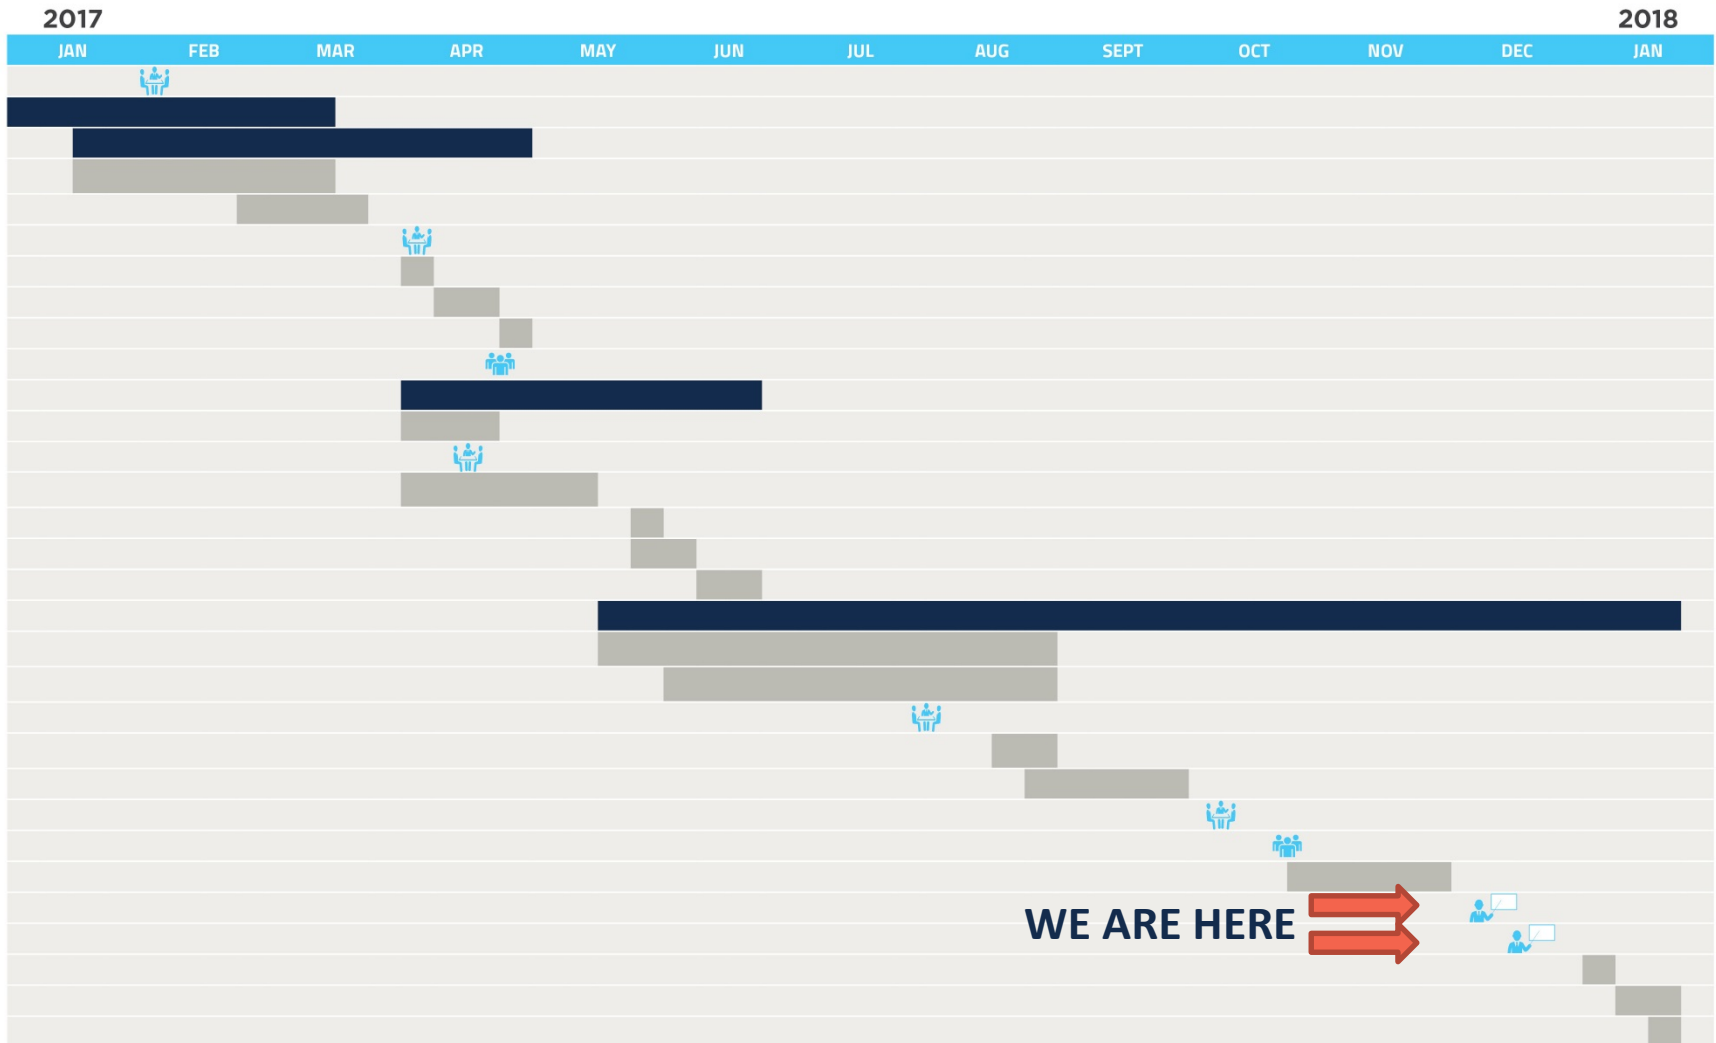 2017 2018
JAN FEB MAR APR MAY JUN JUL AUG SEPT OCT NOV DEC JAN
WE ARE HERE